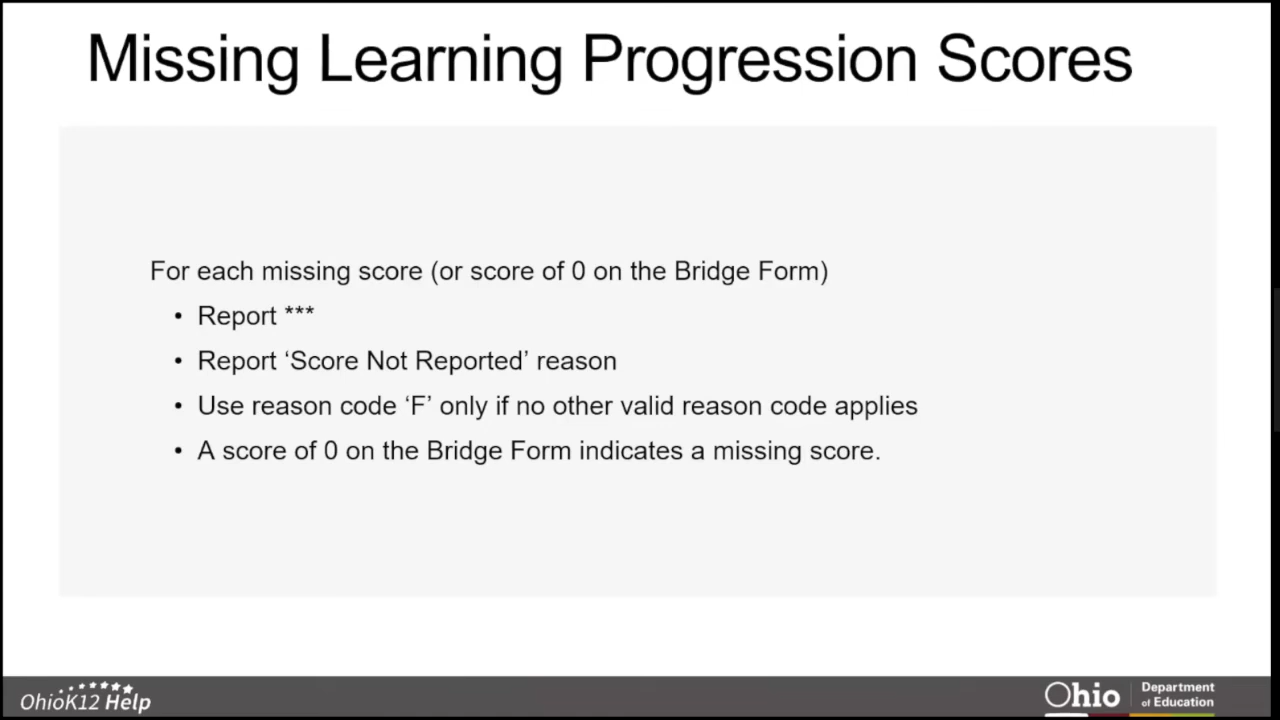 Missing Learning Progression Scores
For each missing score (or score of 0 on the Bridge Form)
• Report ***
• Report ‘Score Not Reported’ reason
• Use reason code ‘F’ only if no other valid reason code applies
• A score of 0 on the Bridge Form indicates a missing score.
OhioK12 Help
Ohio
Department
of Education